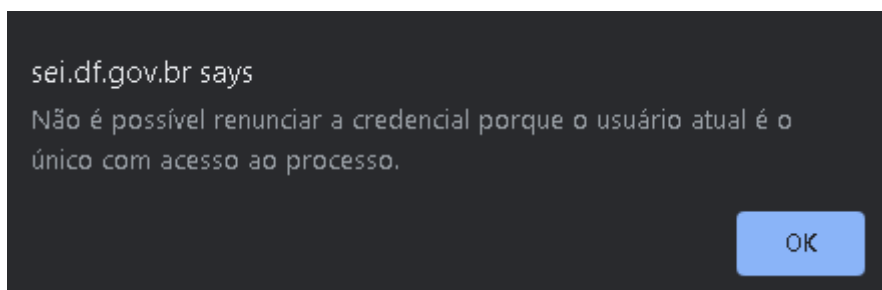 sei.df.gov.br says
Não é possível renunciar a credencial porque o usuário atual é o
único com acesso ao processo.
OK